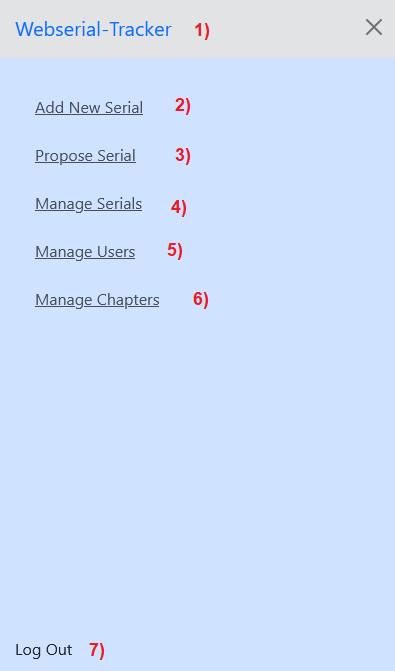 Webserial-Tracker 1)
Add New Serial 2)
Propose Serial 3)
Manage Serials 4)
Manage Users 5)
Manage Chapters 6)
Log Out 7)